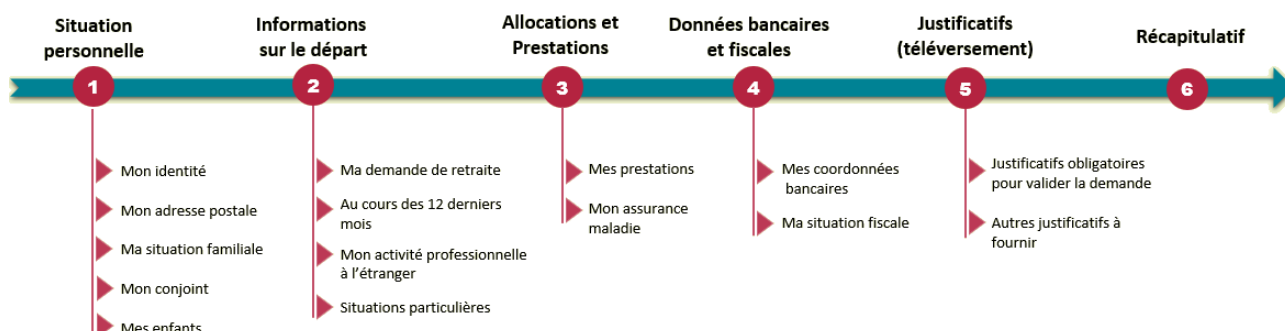 Situation
personnelle
Informations
sur le départ
Allocations et
Prestations
Données bancaires
et fiscales
Justificatifs
(téléversement)
Récapitulatif
1
2
3
4
5
6
Mon identité
Mon adresse postale
Ma situation familiale
Mon conjoint
Mes enfants
Ma demande de retraite
Au cours des 12 derniers
mois
Mon activité professionnelle
à l'étranger
Situations particulières
Mes prestations
Mon assurance
maladie
Mes coordonnées
bancaires
Ma situation fiscale
Justificatifs obligatoires
pour valider la demande
Autres justificatifs à
fournir